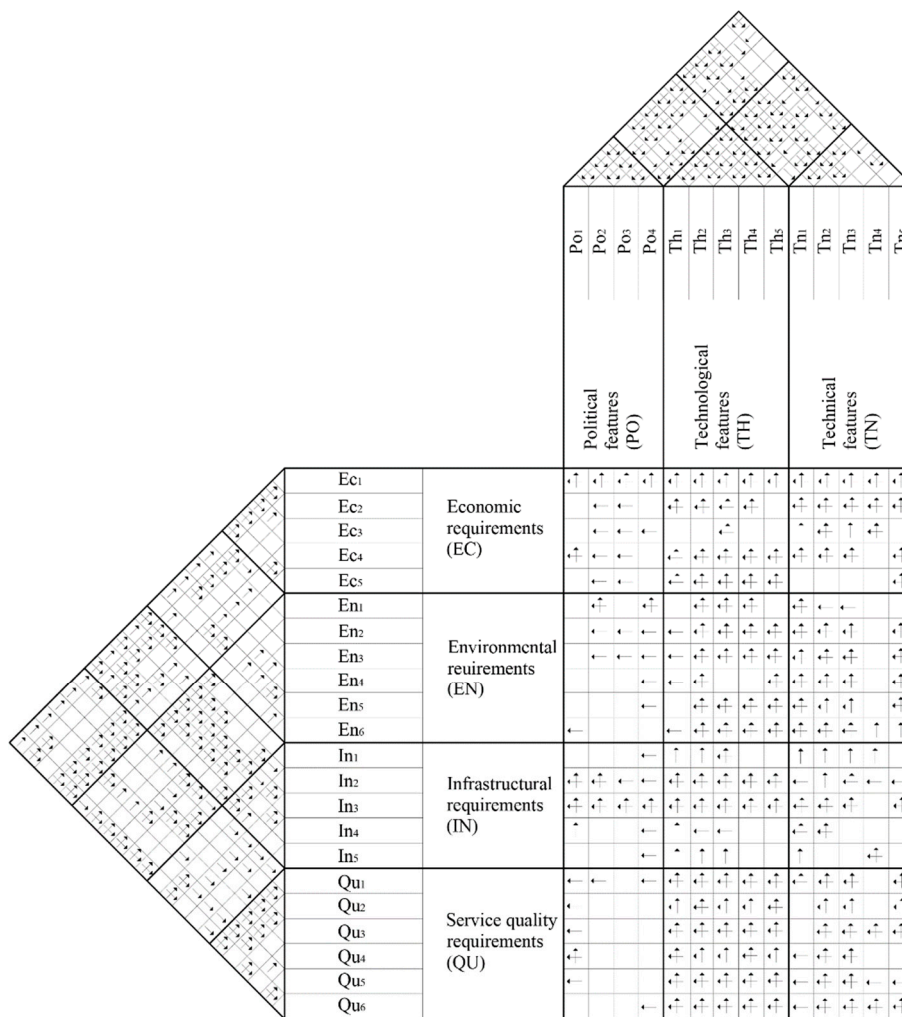 Po1
Po2
Po3
Po4
Th1
Th2
Th3
Th4
Th5
Tn1
Tn2
Tn3
Tn4
Political
features
(PO)
Technological
features
(TH)
Technical
features
(TN)
Ec1
Ec2
Ec3
Ec4
Ec5
Economic
requirements
(EC)
En1
En2
En3
En4
En5
En6
Environmental
reuirements
(EN)
In1
In2
In3
In4
In5
Infrastructural
requirements
(IN)
Qu1
Qu2
Qu3
Qu4
Qu5
Qu6
Service quality
requirements
(QU)